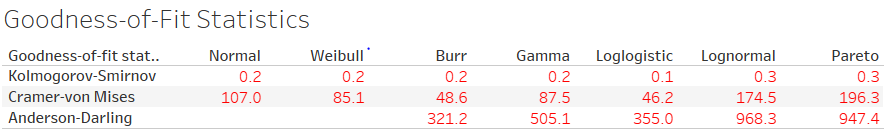 Goodness-of-Fit Statistics
Goodness-of-fit stat.. Normal Weibull Burr Gamma Loglogistic Lognormal Pareto
Kolmogorov-Smirnov 0.2 0.2 0.2 0.2 0.1 0.3 0.3
Cramer-von Mises 107.0 85.1 48.6 87.5 46.2 174.5 196.3
Anderson-Darling 321.2 505.1 355.0 968.3 947.4